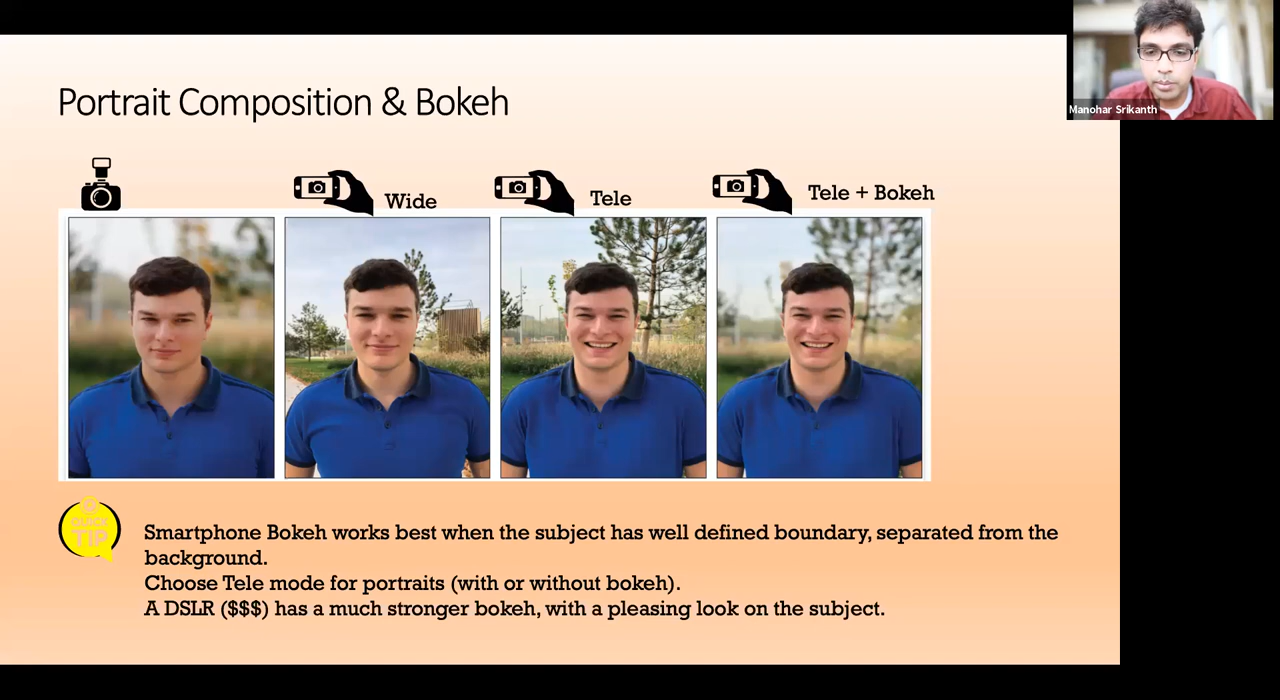 Manohar Srikanth
Portrait Composition & Bokeh
Wide
Tele
Tele + Bokeh
QUICK
TIP
Smartphone Bokeh works best when the subject has well defined boundary, separated from the
background.
Choose Tele mode for portraits (with or without bokeh).
A DSLR ($$$) has a much stronger bokeh, with a pleasing look on the subject.